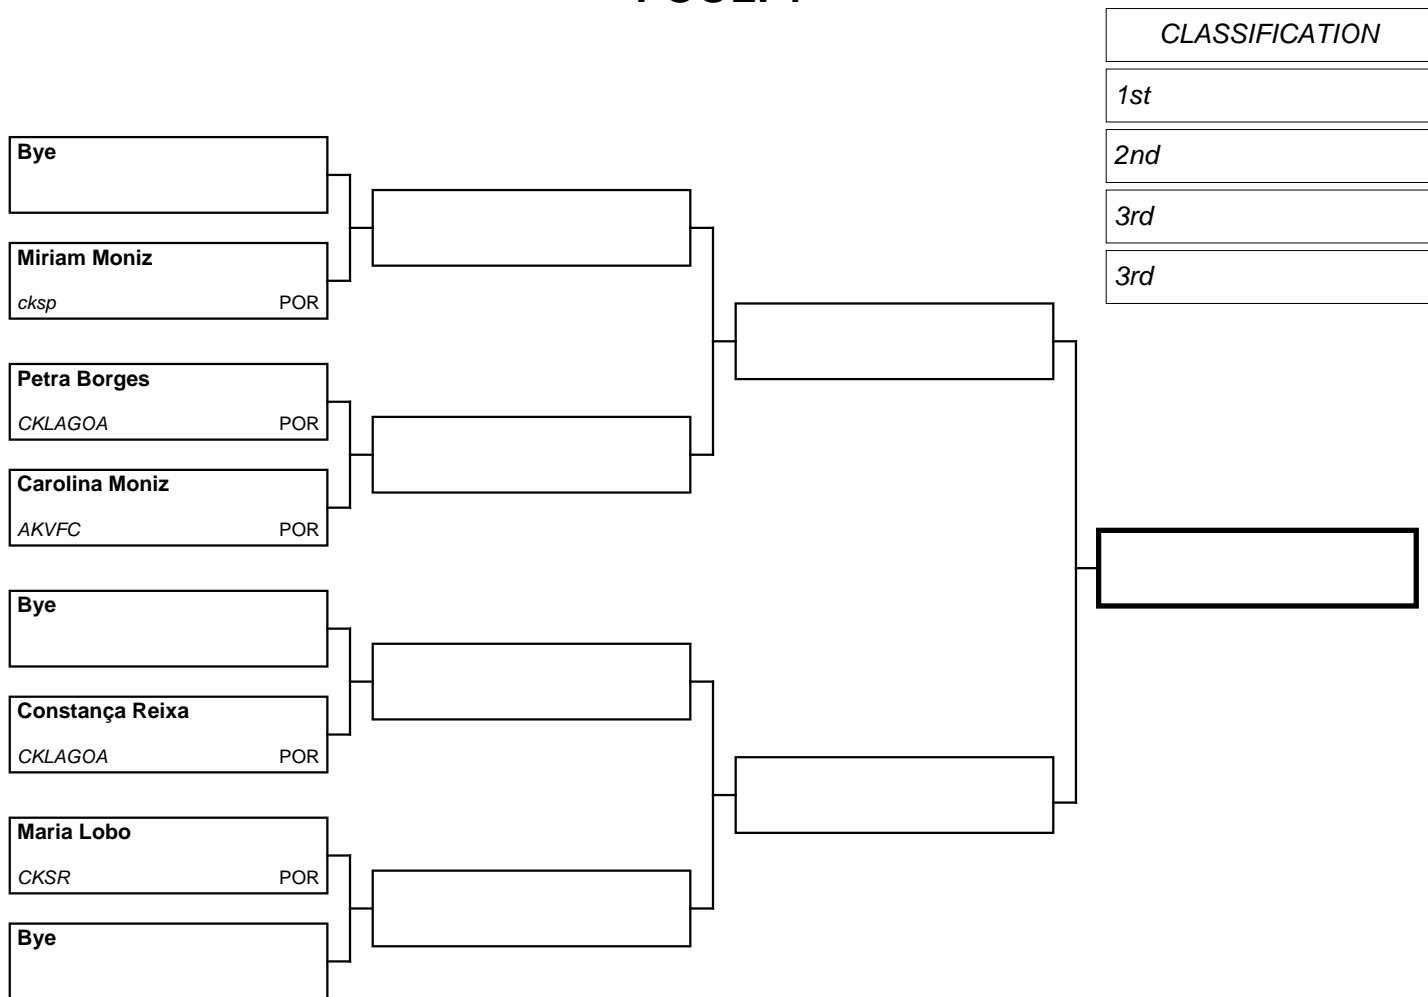 CLASSIFICATION
1st
2nd
3rd
3rd
Bye
Miriam Moniz
cksp POR
Petra Borges
CKLAGOA POR
Carolina Moniz
AKVFC POR
Bye
Constança Reixa
CKLAGOA POR
Maria Lobo
CKSR POR
Bye